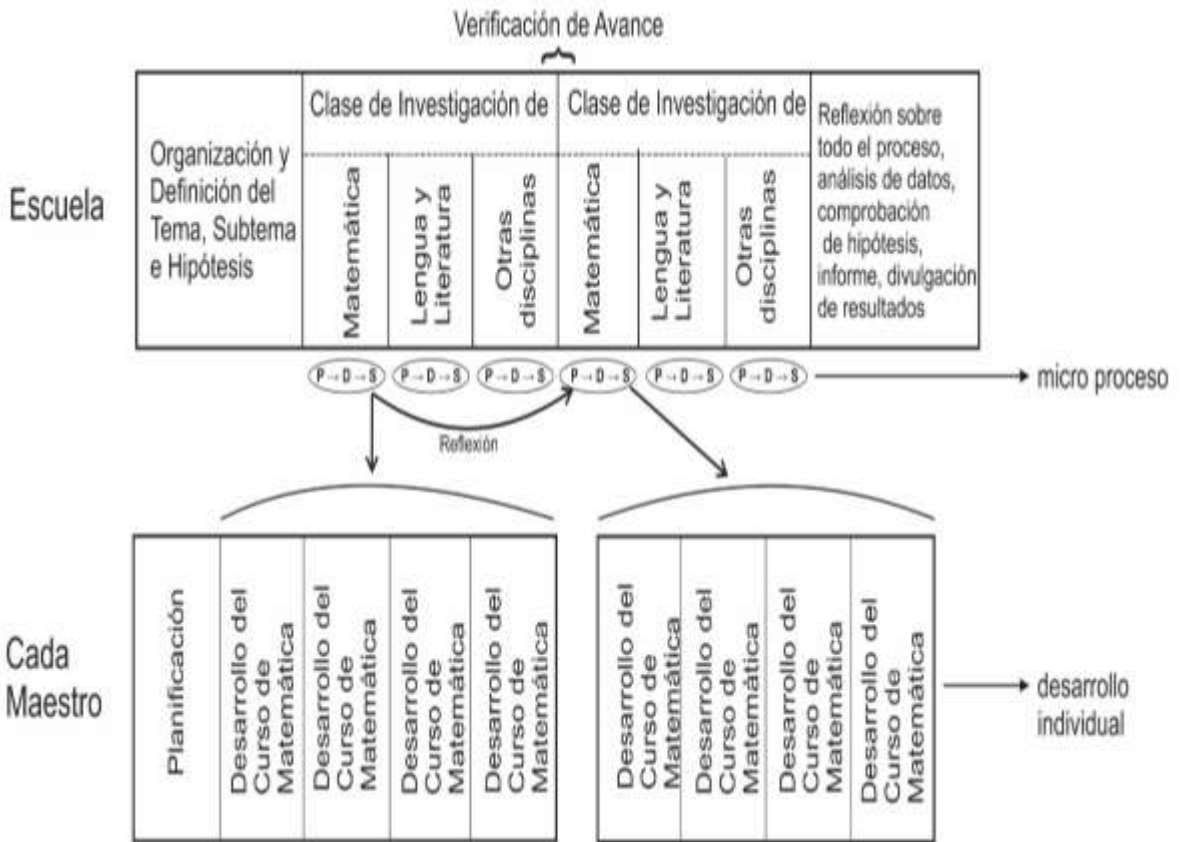 Verificación de Avance
Escuela
Organización y
Definición del
Tema, Subtema
e Hipótesis
Clase de Investigación de
Matemática
Lengua y
Literatura
Otras
disciplinas
Clase de Investigación de
Matemática
Lengua y
Literatura
Otras
disciplinas
Reflexión sobre
todo el proceso,
análisis de datos,
comprobación
de hipótesis,
informe, divulgación
de resultados
P→D→S
P→D→S
P→D→S
P→D→S
P→D→S
P→D→S
micro proceso
Reflexión
Cada
Maestro
Planificación
Desarrollo del
Curso de
Matemática
Desarrollo del
Curso de
Matemática
Desarrollo del
Curso de
Matemática
Desarrollo del
Curso de
Matemática
Desarrollo del
Curso de
Matemática
Desarrollo del
Curso de
Matemática
Desarrollo del
Curso de
Matemática
Desarrollo del
Curso de
Matemática
desarrollo
individual